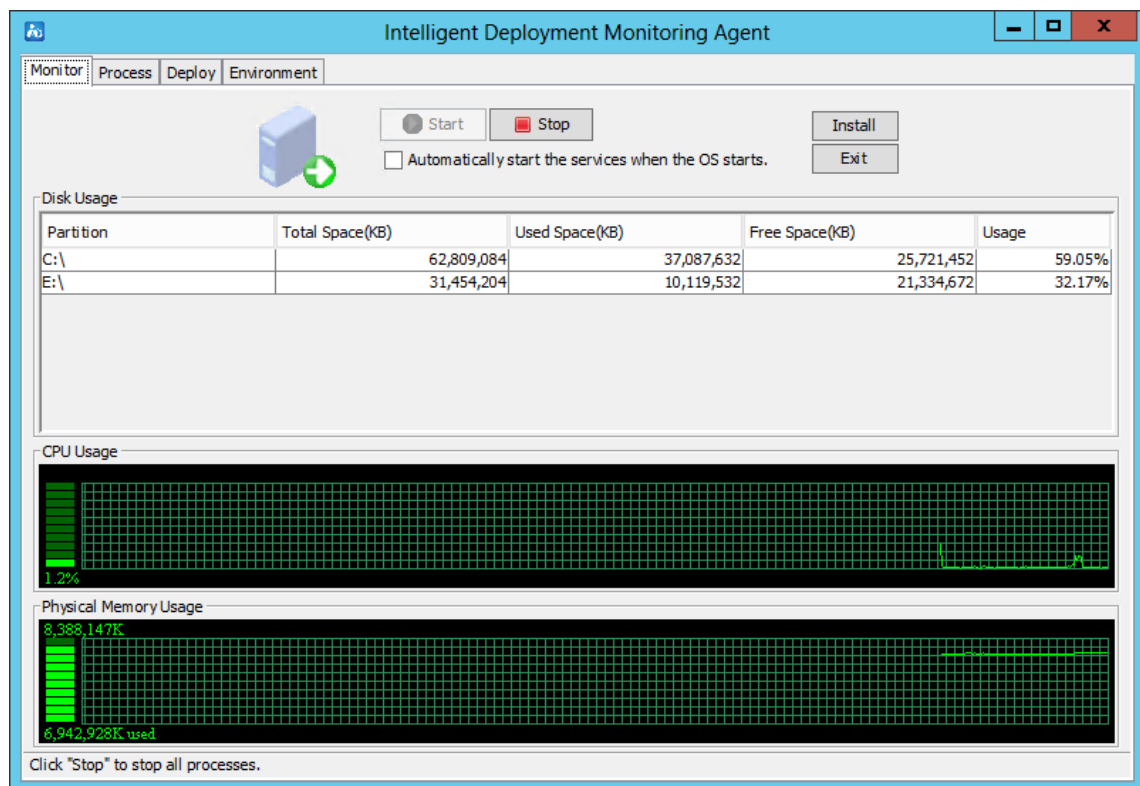 Intelligent Deployment Monitoring Agent
Monitor Process Deploy Environment
Start Stop Install
Automatically start the services when the OS starts. Exit
Disk Usage
Partition Total Space(KB) Used Space(KB) Free Space(KB) Usage
C:\ 62,809,084 37,087,632 25,721,452 59.05%
E:\ 31,454,204 10,119,532 21,334,672 32.17%
CPU Usage
1.2%
Physical Memory Usage
8,388,147K
6,942,928K used
Click "Stop" to stop all processes.